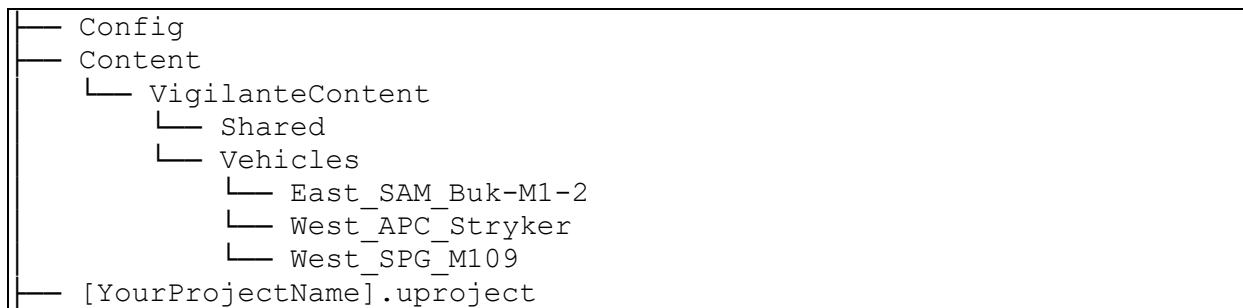 ├── Config
├── Content
│   └── VigilanteContent
│       └── Shared
│       └── Vehicles
│           └── East_SAM_Buk-M1-2
│           └── West_APC_Stryker
│           └── West_SPG_M109
├── [YourProjectName].uproject